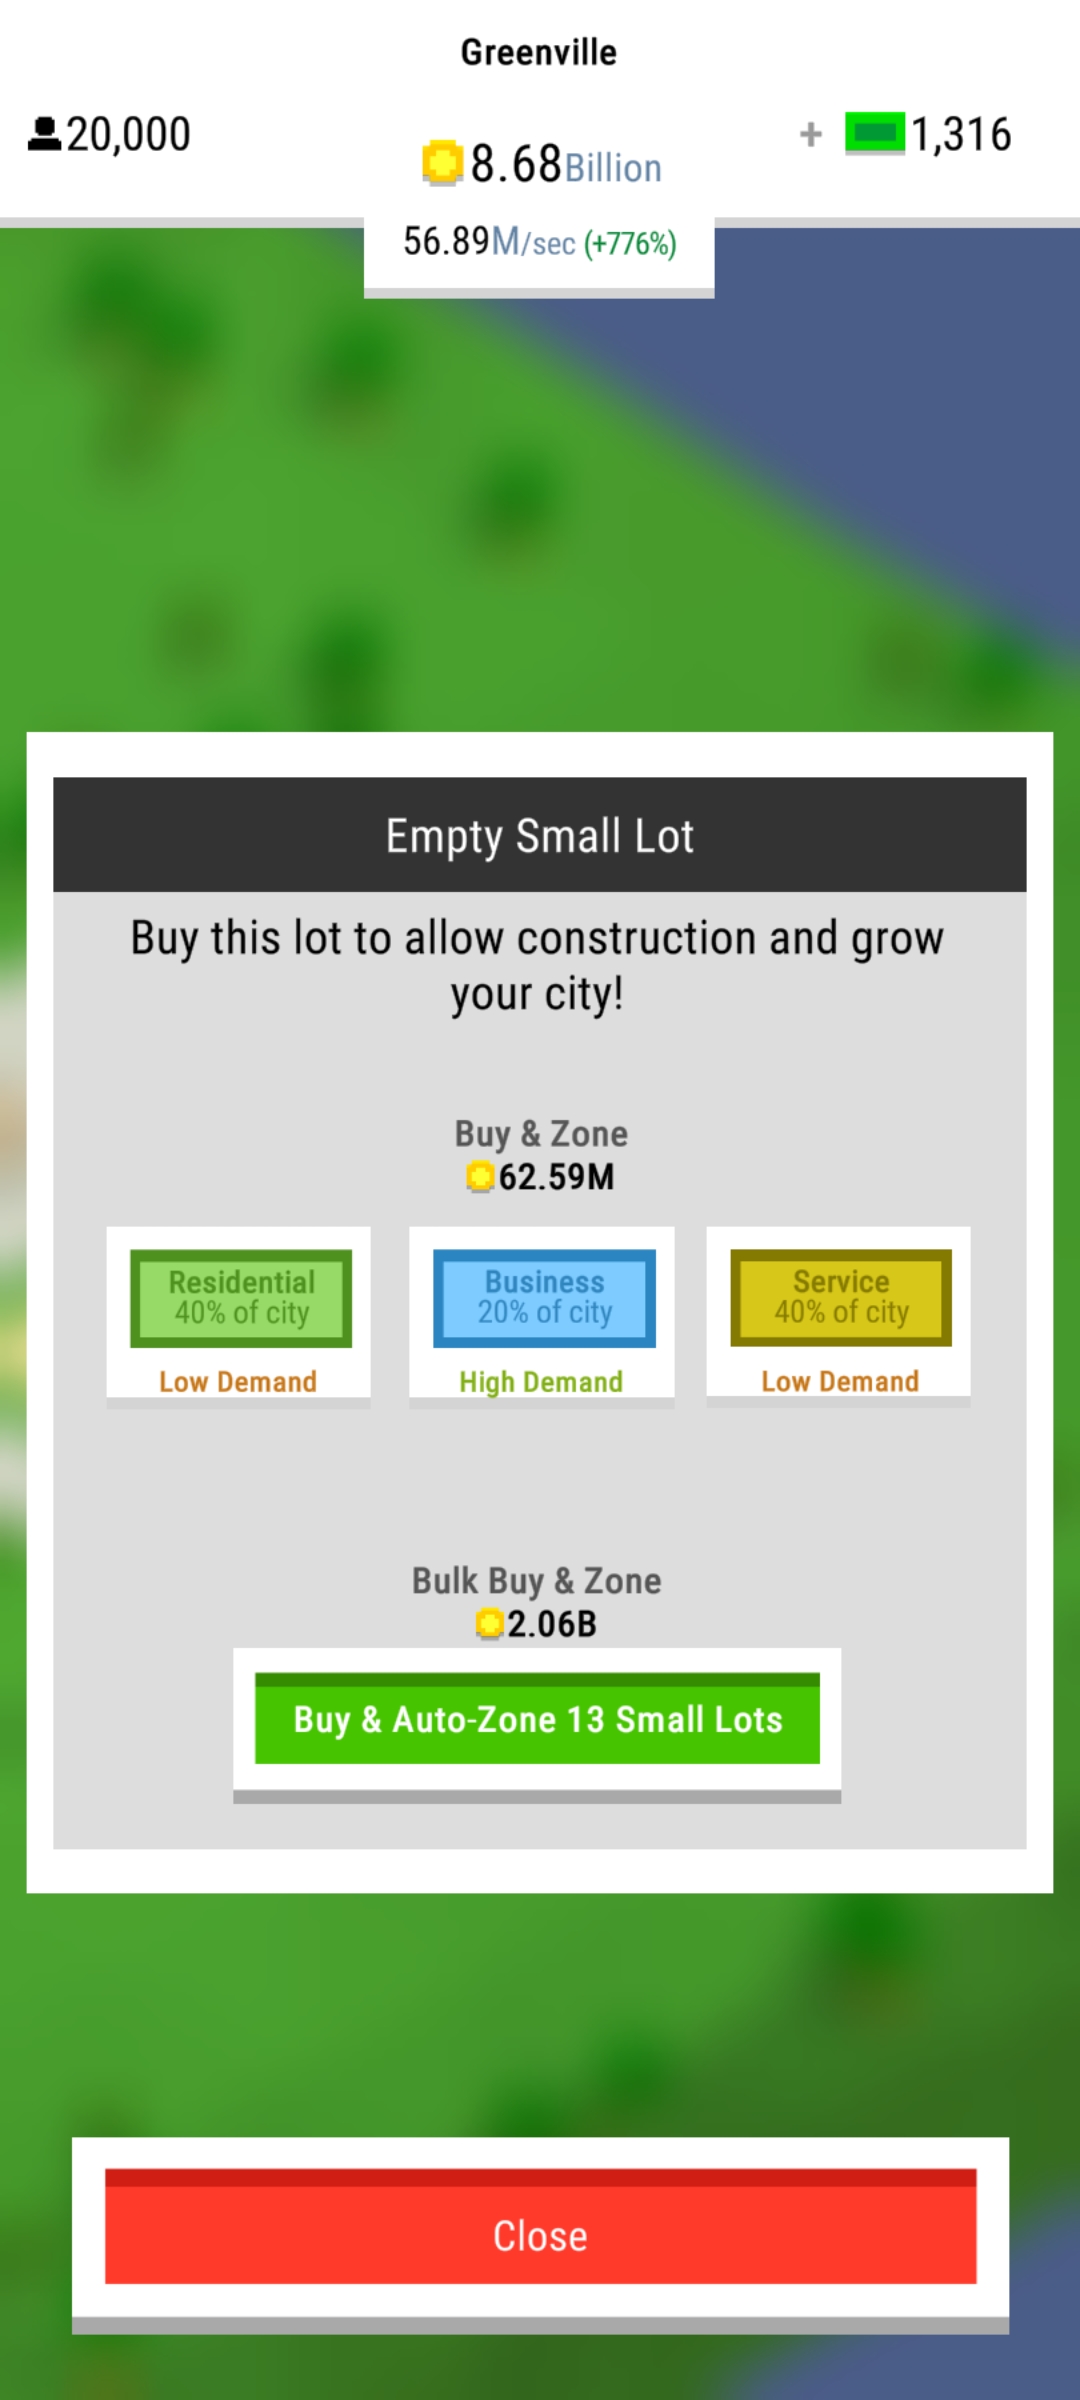 Greenville
20,000
8.68Billion
+ 1,316
56.89M/sec (+776%)
Empty Small Lot
Buy this lot to allow construction and grow
your city!
Buy & Zone
62.59M
Residential
40% of city
Low Demand
Business
20% of city
High Demand
Service
40% of city
Low Demand
Bulk Buy & Zone
2.06B
Buy & Auto-Zone 13 Small Lots
Close